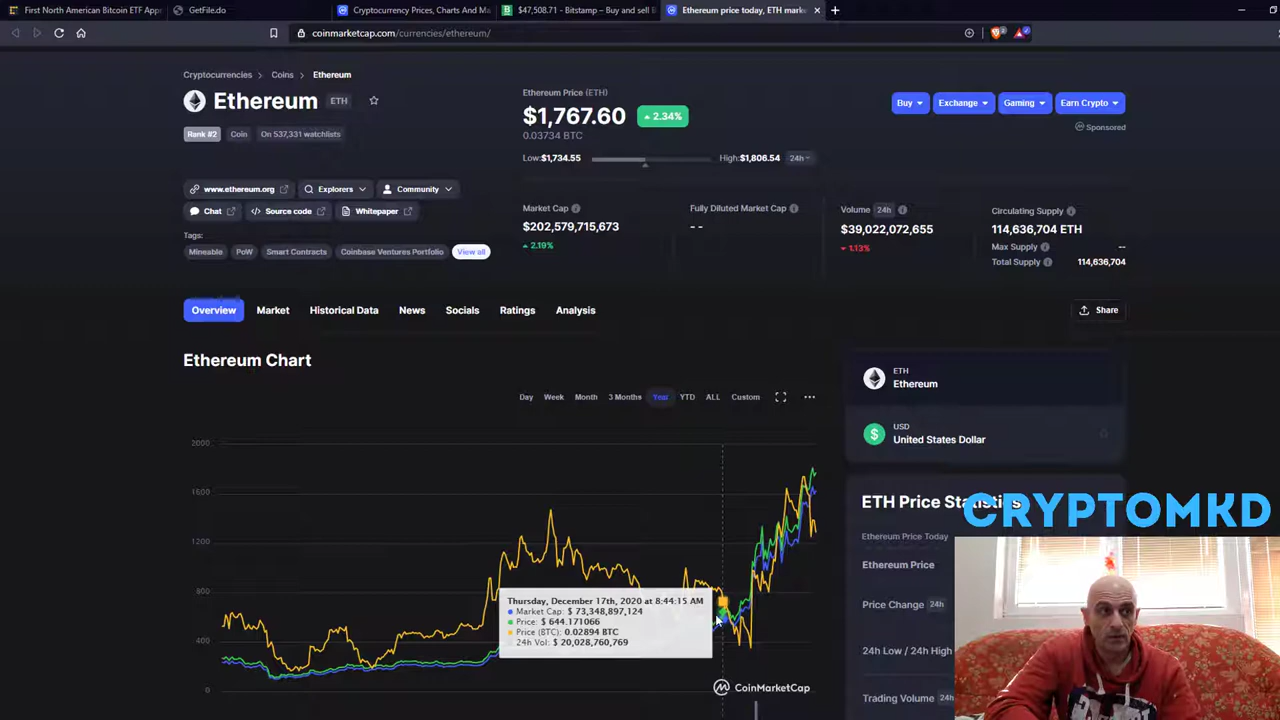 First North American Bitcoin ETF App
GetFile.do
Cryptocurrency Prices, Charts And Ma
$47,508.71 – Bitstamp – Buy and sell B
Ethereum price today, ETH mark
coinmarketcap.com/currencies/ethereum/
Cryptocurrencies > Coins > Ethereum
Ethereum ETH
Rank #2 Coin On 537,331 watchlists
www.ethereum.org Explorers Community
Chat Source code Whitepaper
Tags:
Mineable PoW Smart Contracts Coinbase Ventures Portfolio View all
Ethereum Price (ETH)
$1,767.60 2.34%
0.03734 BTC
Low:$1,734.55 High:$1,806.54 24h
Buy Exchange Gaming Earn Crypto
Sponsored
Market Cap
$202,579,715,673
2.19%
Fully Diluted Market Cap
- -
Volume 24h
$39,022,072,655
1.13%
Circulating Supply
114,636,704 ETH
Max Supply --
Total Supply 114,636,704
Overview Market Historical Data News Socials Ratings Analysis
Share
Ethereum Chart
Day Week Month 3 Months Year YTD ALL Custom
2000
1600
1200
800
400
0
Thursday, December 17th, 2020 at 8:44:15 AM
Market Cap: $ 73,348,897,124
Price: $ 644.171066
Price (BTC): 0.02894 BTC
24h Vol: $ 20,028,760,769
CoinMarketCap
ETH
Ethereum
USD
United States Dollar
ETH Price Statistics
CRYPTOMKD
Ethereum Price Today
Ethereum Price
Price Change 24h
24h Low / 24h High
Trading Volume 24h